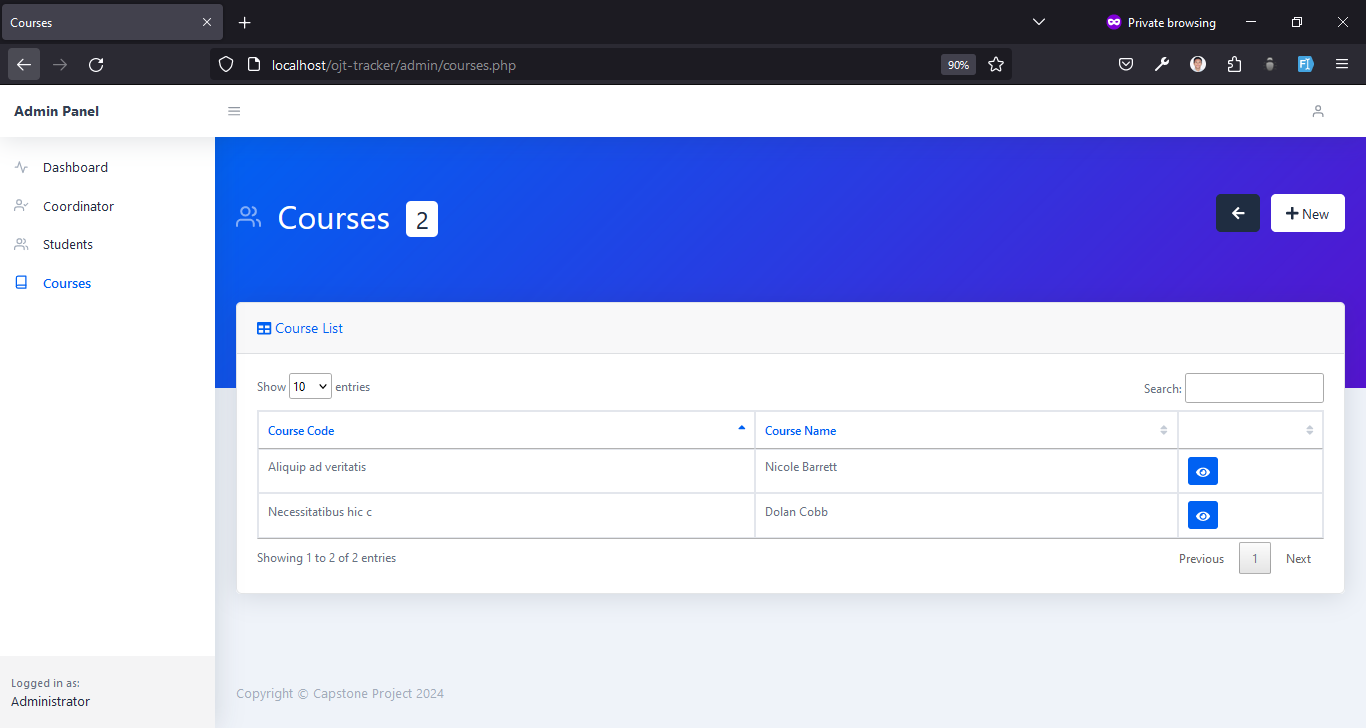 Courses
Private browsing
localhost/ojt-tracker/admin/courses.php
90%
Admin Panel
Dashboard
Coordinator
Students
Courses
Logged in as:
Administrator
Courses 2
New
Course List
Show 10 entries
Search:
Course Code Course Name
Aliquip ad veritatis Nicole Barrett
Necessitatibus hic c Dolan Cobb
Showing 1 to 2 of 2 entries
Previous 1 Next
Copyright © Capstone Project 2024